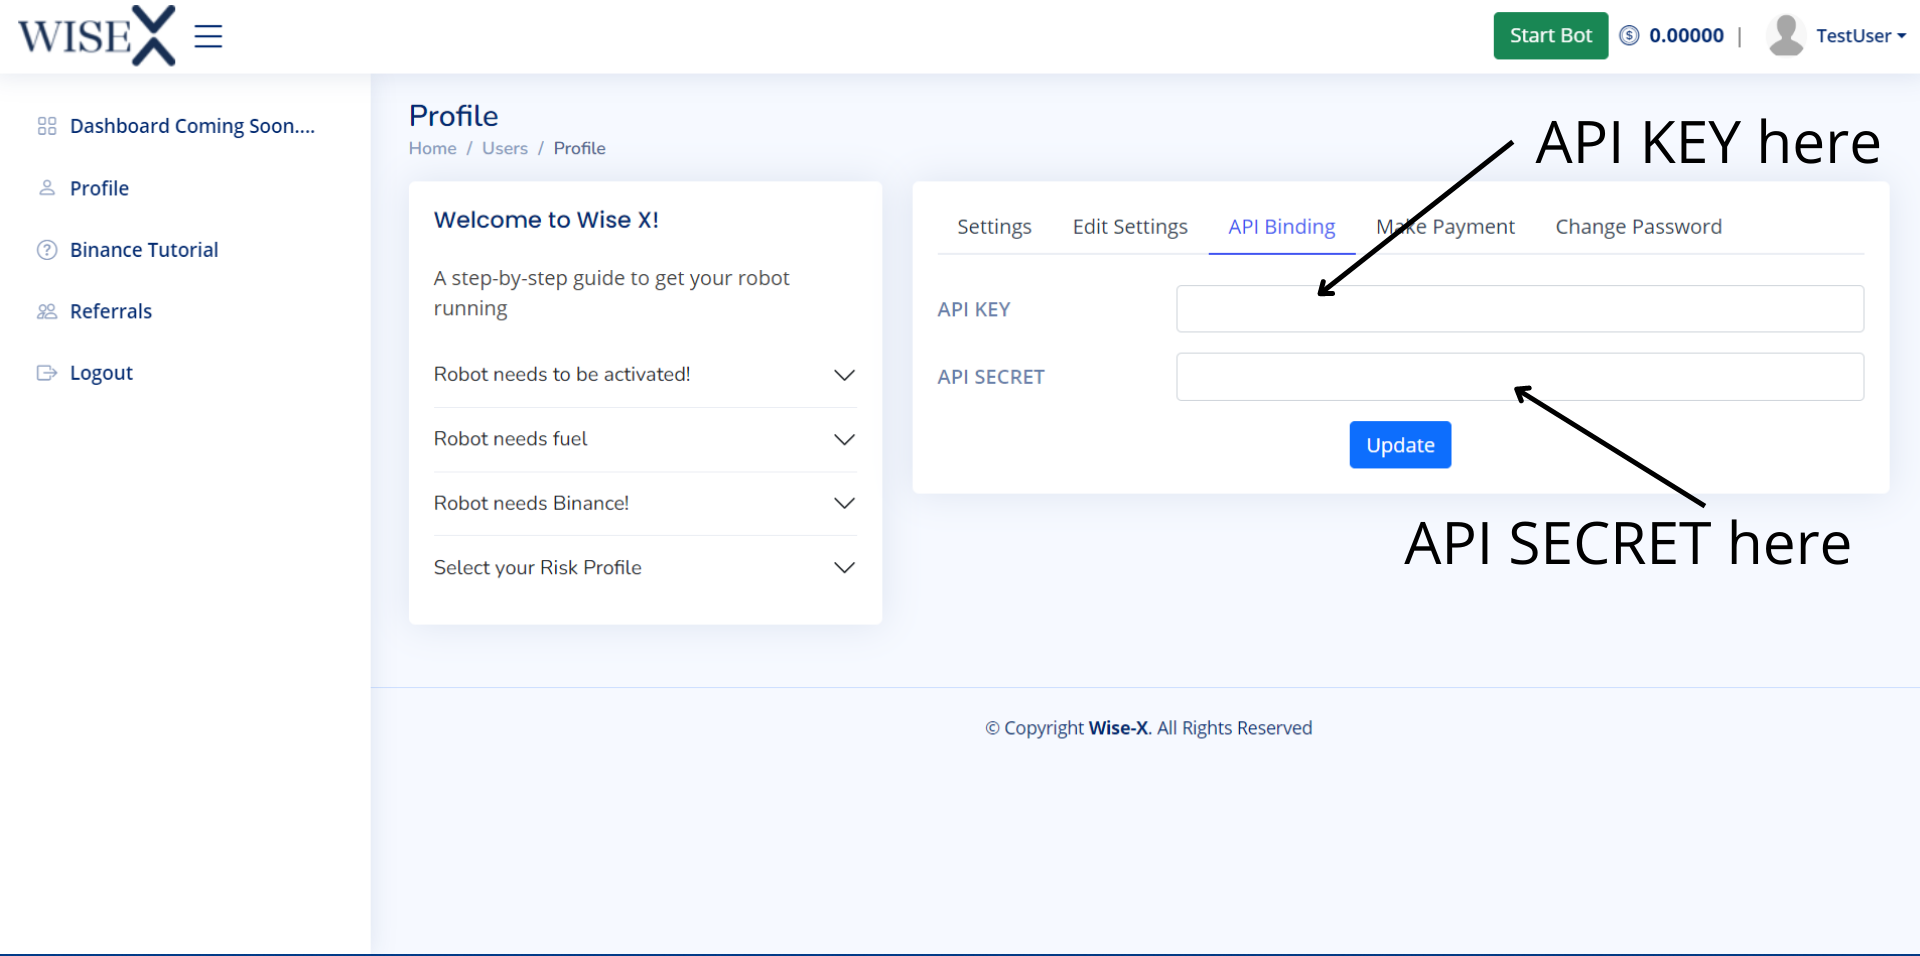 WISE X
Start Bot
0.00000 |
TestUser
Dashboard Coming Soon....
Profile
Binance Tutorial
Referrals
Logout
Profile
Home / Users / Profile
API KEY here
Welcome to Wise X!
A step-by-step guide to get your robot
running
Robot needs to be activated!
Robot needs fuel
Robot needs Binance!
Select your Risk Profile
Settings
Edit Settings
API Binding
Make Payment
Change Password
API KEY
API SECRET
Update
API SECRET here
© Copyright Wise-X. All Rights Reserved